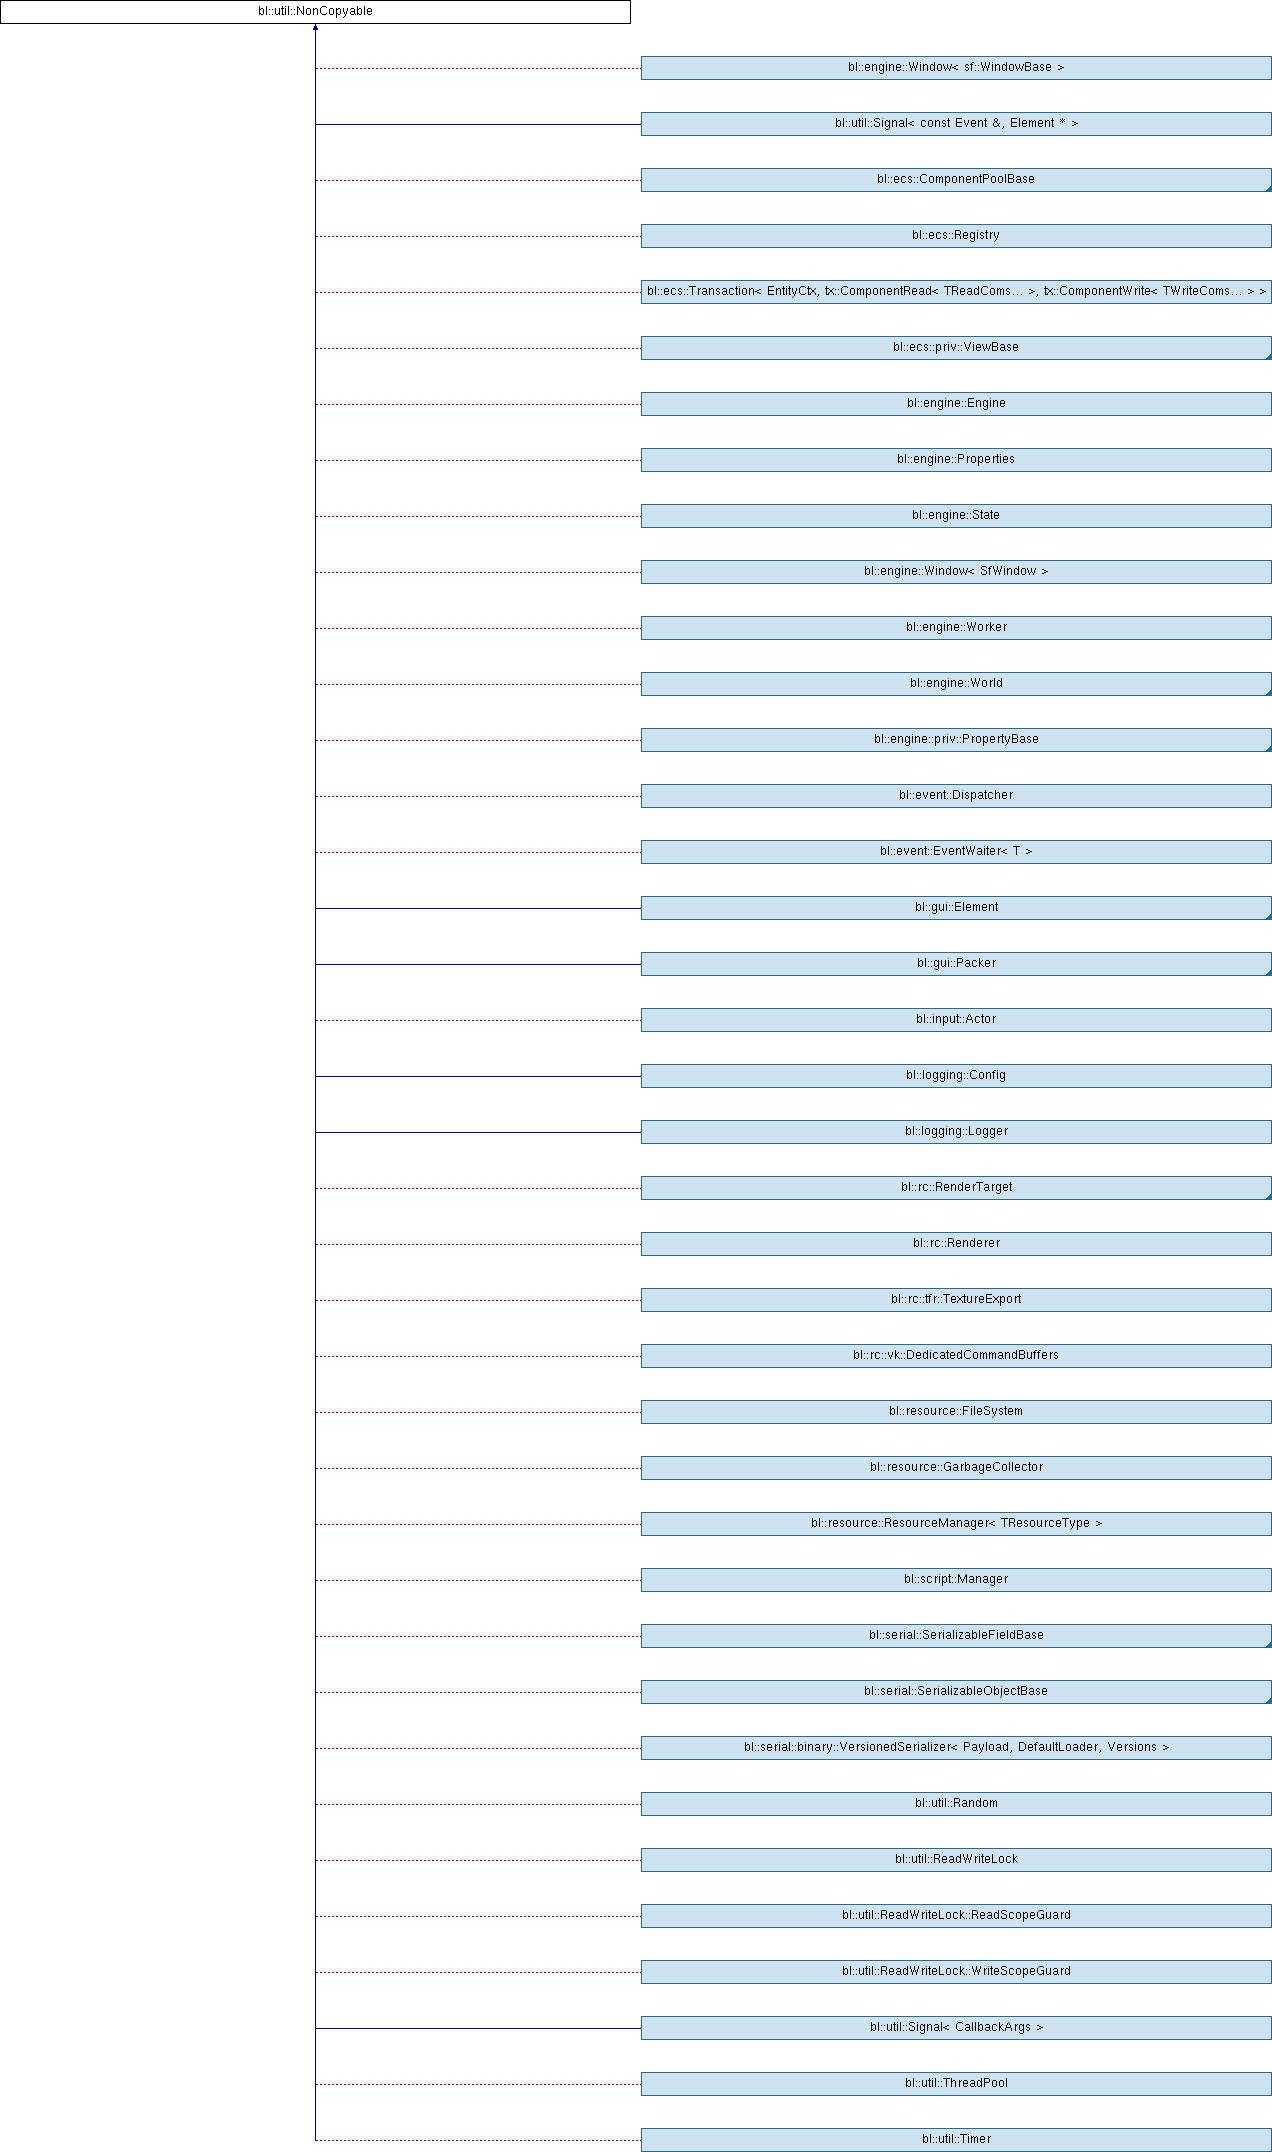 bl::util::NonCopyable
bl::engine::Window< sf::WindowBase >
bl::util::Signal< const Event &, Element * >
bl::ecs::ComponentPoolBase
bl::ecs::Registry
bl::ecs::Transaction< EntityCtx, tx::ComponentRead< TReadComs... >, tx::ComponentWrite< TWriteComs... > >
bl::ecs::priv::ViewBase
bl::engine::Engine
bl::engine::Properties
bl::engine::State
bl::engine::Window< SfWindow >
bl::engine::Worker
bl::engine::World
bl::engine::priv::PropertyBase
bl::event::Dispatcher
bl::event::EventWaiter< T >
bl::gui::Element
bl::gui::Packer
bl::input::Actor
bl::logging::Config
bl::logging::Logger
bl::rc::RenderTarget
bl::rc::Renderer
bl::rc::tfr::TextureExport
bl::rc::vk::DedicatedCommandBuffers
bl::resource::FileSystem
bl::resource::GarbageCollector
bl::resource::ResourceManager< TResourceType >
bl::script::Manager
bl::serial::SerializableFieldBase
bl::serial::SerializableObjectBase
bl::serial::binary::VersionedSerializer< Payload, DefaultLoader, Versions >
bl::util::Random
bl::util::ReadWriteLock
bl::util::ReadWriteLock::ReadScopeGuard
bl::util::ReadWriteLock::WriteScopeGuard
bl::util::Signal< CallbackArgs >
bl::util::ThreadPool
bl::util::Timer